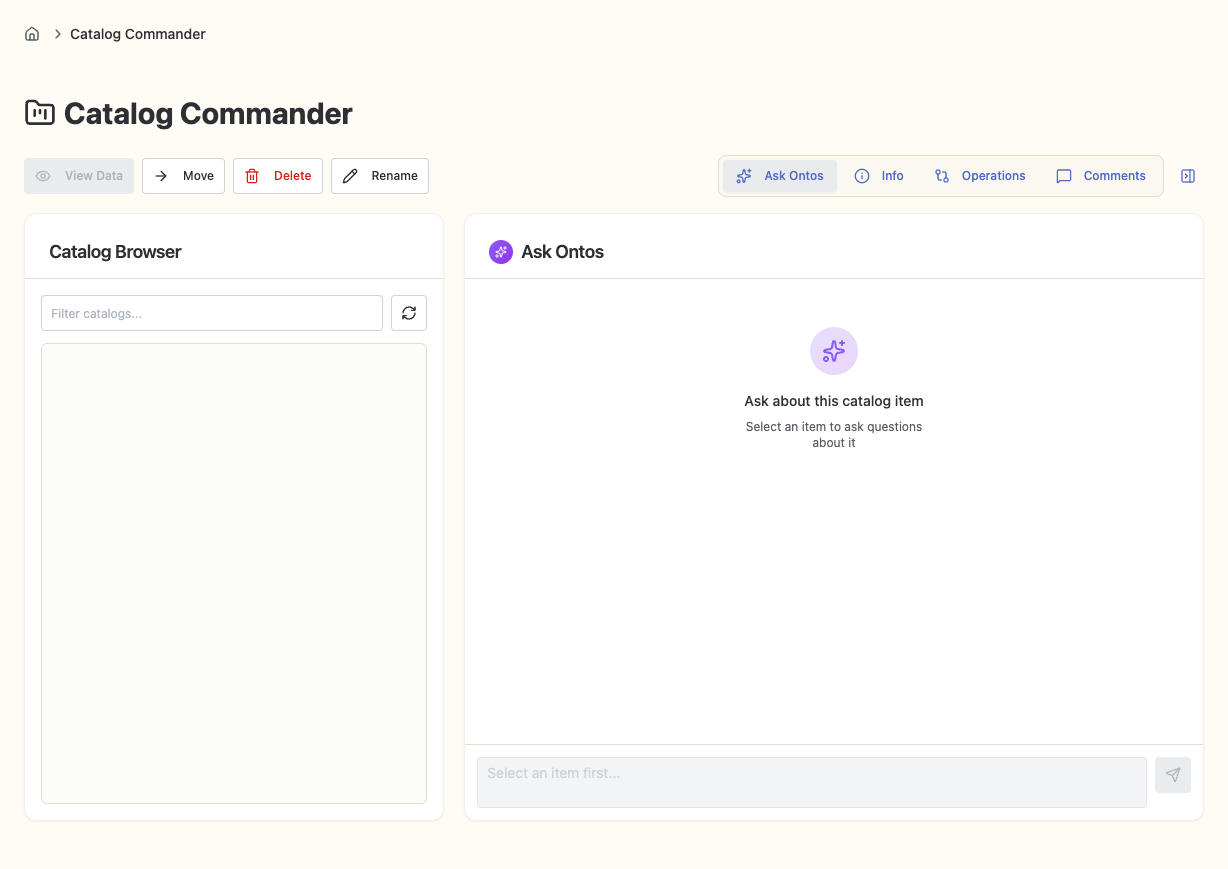 Catalog Commander
Catalog Commander
View Data
Move
Delete
Rename
Ask Ontos
Info
Operations
Comments
Catalog Browser
Filter catalogs...
Ask Ontos
Ask about this catalog item
Select an item to ask questions
about it
Select an item first...